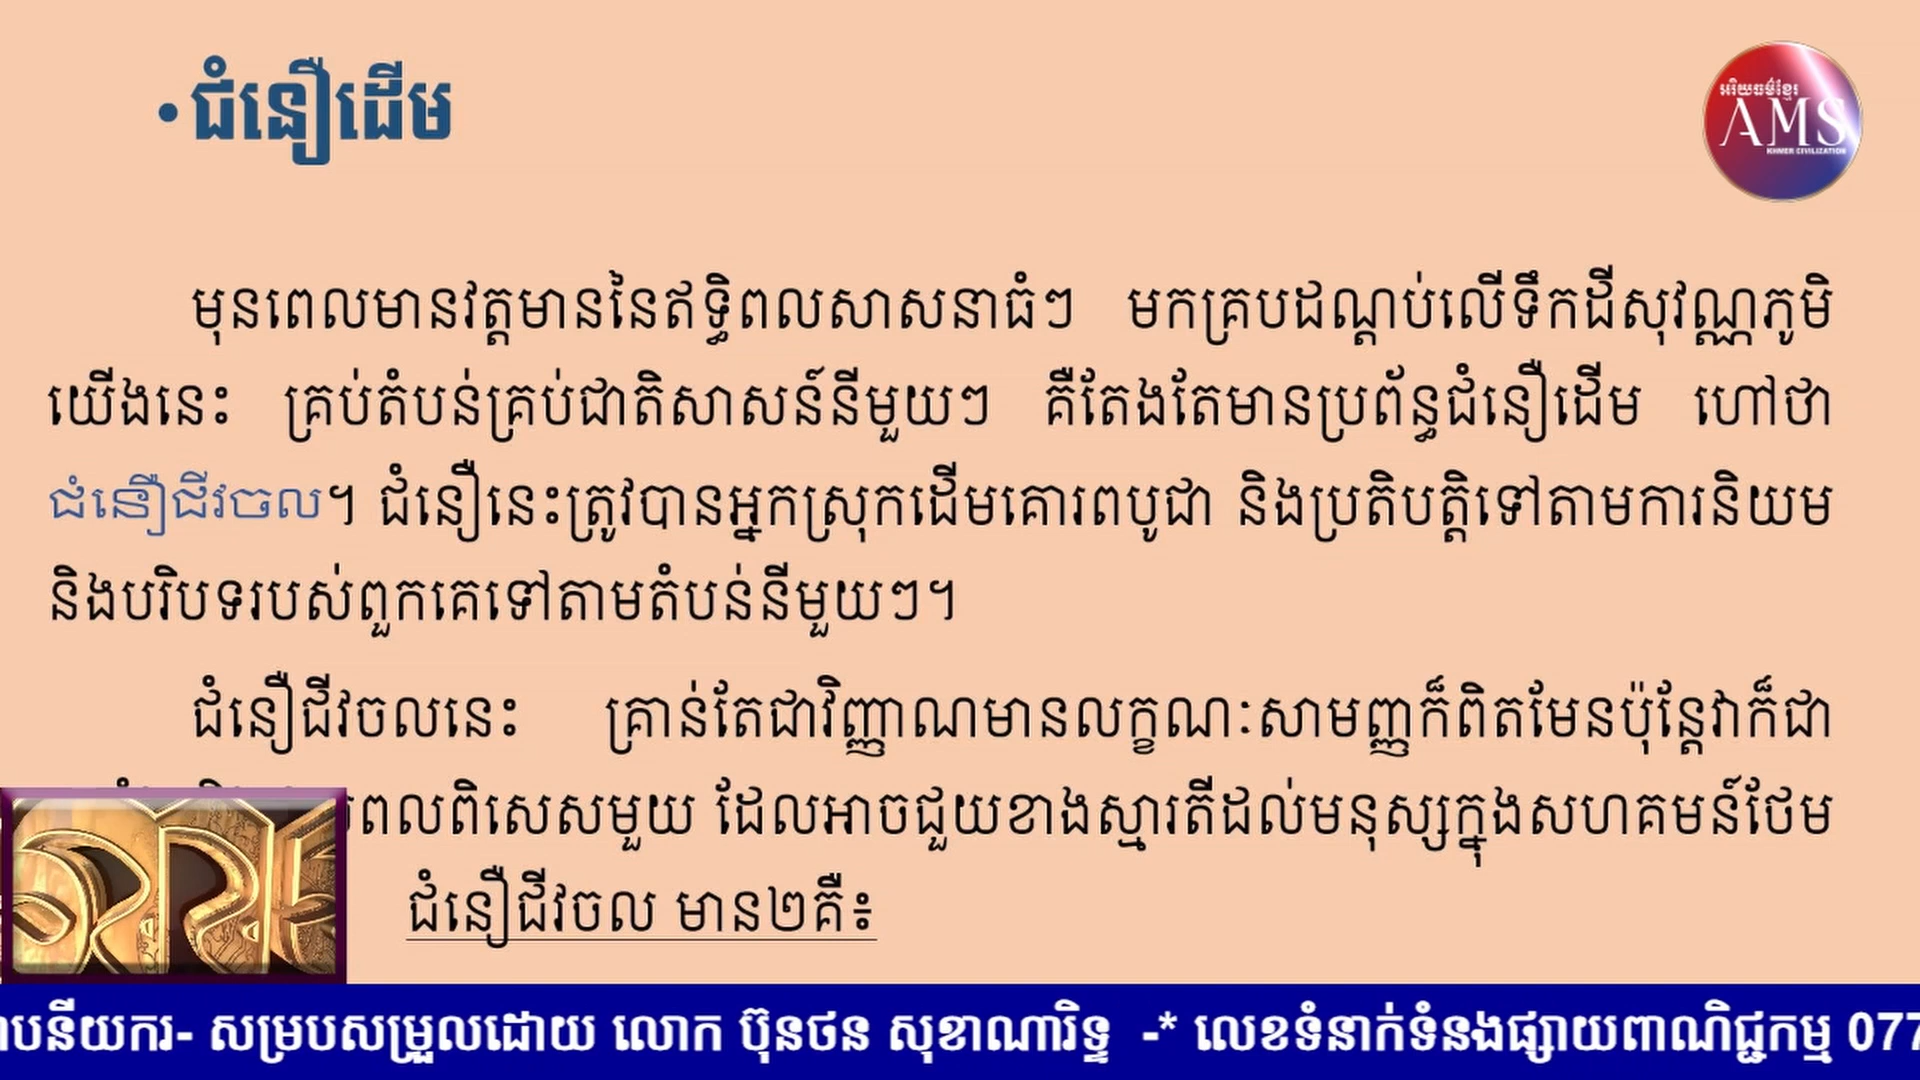 • ជំនឿដើម
អរិយធម៌ខ្មែរ
AMS
KHMER CIVILIZATION
មុនពេលមានវត្តមាននៃឥទ្ធិពលសាសនាធំៗ មកគ្របដណ្តប់លើទឹកដីសុវណ្ណភូមិ
យើងនេះ គ្រប់តំបន់គ្រប់ជាតិសាសន៍នីមួយៗ គឺតែងតែមានប្រព័ន្ធជំនឿដើម ហៅថា
ជំនឿជីវចល។ ជំនឿនេះត្រូវបានអ្នកស្រុកដើមគោរពបូជា និងប្រតិបត្តិទៅតាមការនិយម
និងបរិបទរបស់ពួកគេទៅតាមតំបន់នីមួយៗ។
ជំនឿជីវចលនេះ គ្រាន់តែជាវិញ្ញាណមានលក្ខណៈសាមញ្ញក៏ពិតមែនប៉ុន្តែវាក៏ជា
ពលពិសេសមួយ ដែលអាចជួយខាងស្មារតីដល់មនុស្សក្នុងសហគមន៍ថែម
ជំនឿជីវចល មាន២គឺ៖
បនីយករ- សម្របសម្រួលដោយ លោក ប៊ុនថន សុខាណារិទ្ធ -* លេខទំនាក់ទំនងផ្សាយពាណិជ្ជកម្ម 077